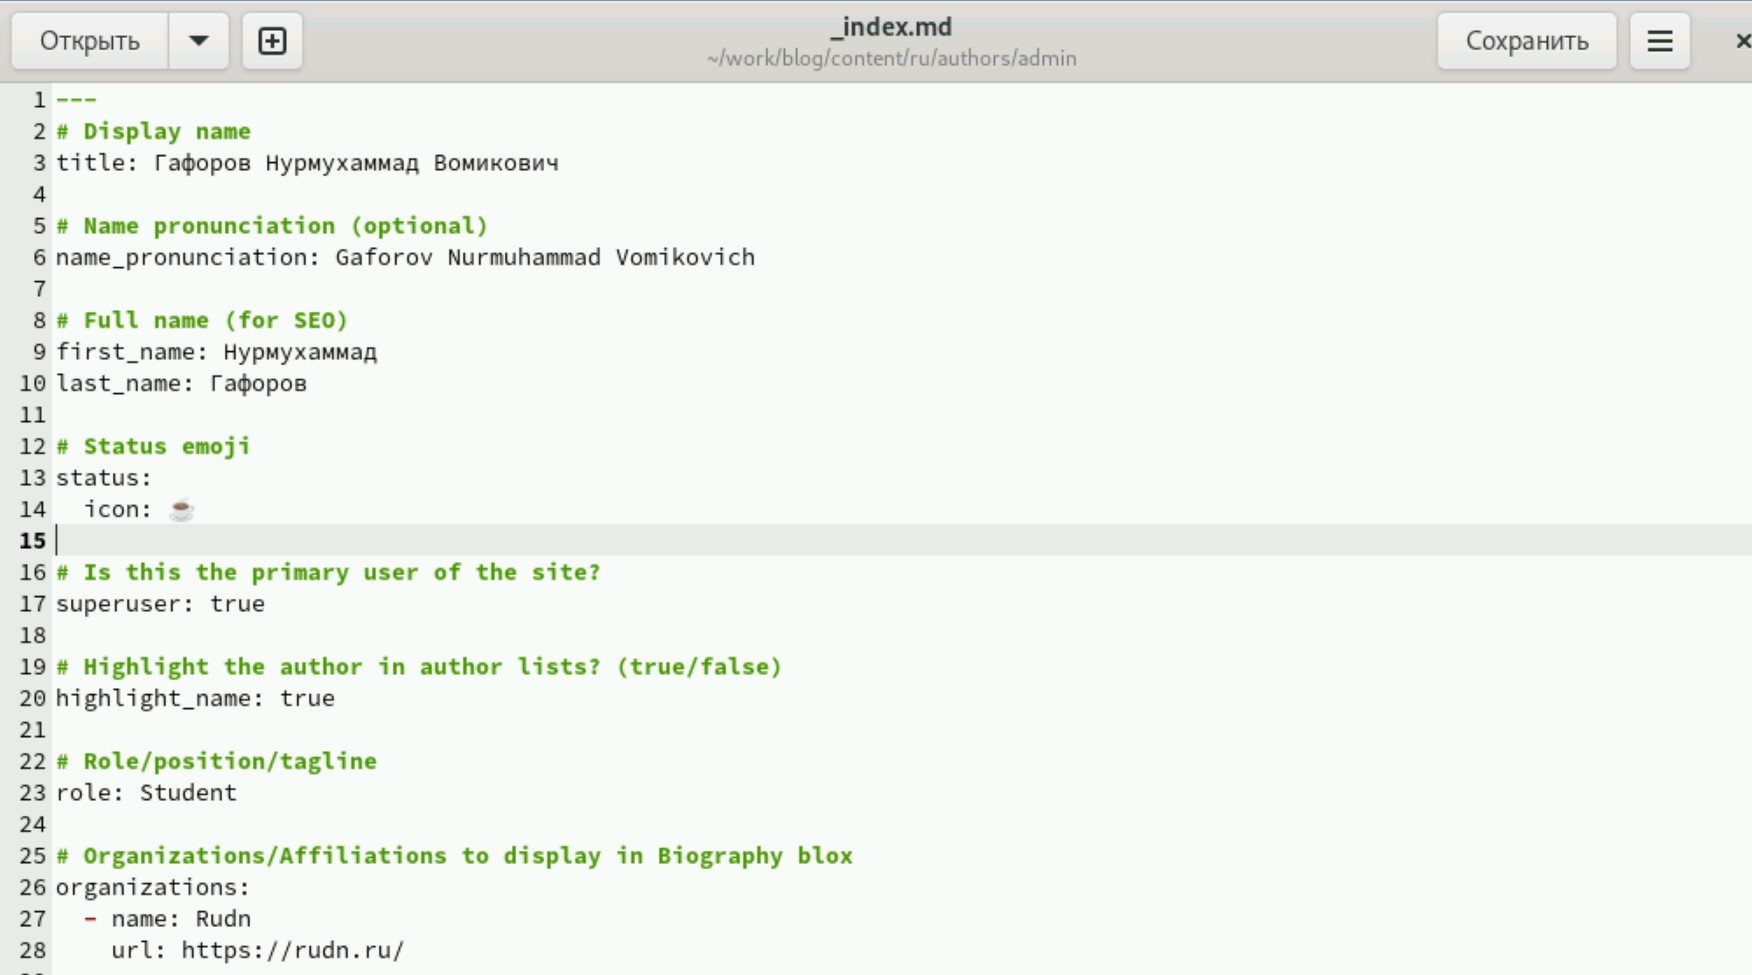 Открыть
_index.md
~/work/blog/content/ru/authors/admin
Сохранить
1 ---
2 # Display name
3 title: Гафоров Нурмухаммад Вомикович
4
5 # Name pronunciation (optional)
6 name_pronunciation: Gaforov Nurmuhammad Vomikovich
7
8 # Full name (for SEO)
9 first_name: Нурмухаммад
10 last_name: Гафоров
11
12 # Status emoji
13 status:
14   icon: ☕
15
16 # Is this the primary user of the site?
17 superuser: true
18
19 # Highlight the author in author lists? (true/false)
20 highlight_name: true
21
22 # Role/position/tagline
23 role: Student
24
25 # Organizations/Affiliations to display in Biography blox
26 organizations:
27   - name: Rudn
28     url: https://rudn.ru/